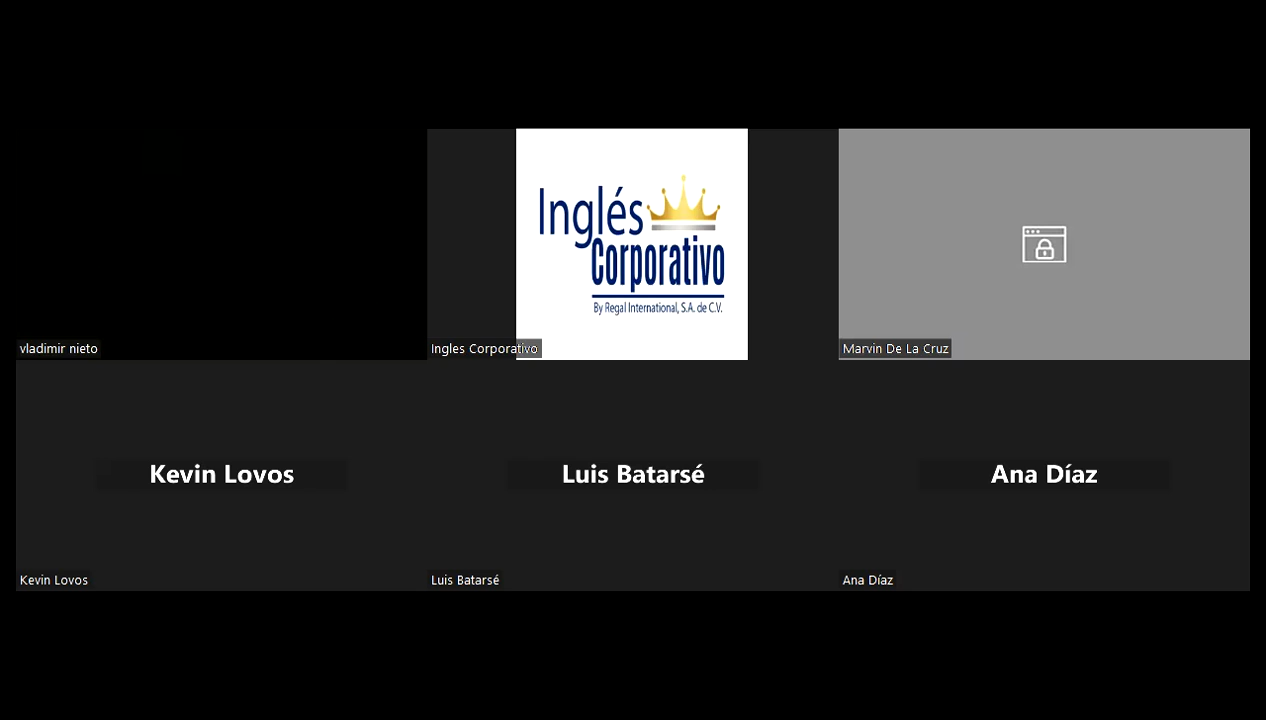 Inglés
Corporativo
By Regal International, S.A. de C.V.
vladimir nieto
Ingles Corporativo
Marvin De La Cruz
Kevin Lovos
Luis Batarsé
Ana Díaz
Kevin Lovos
Luis Batarsé
Ana Díaz